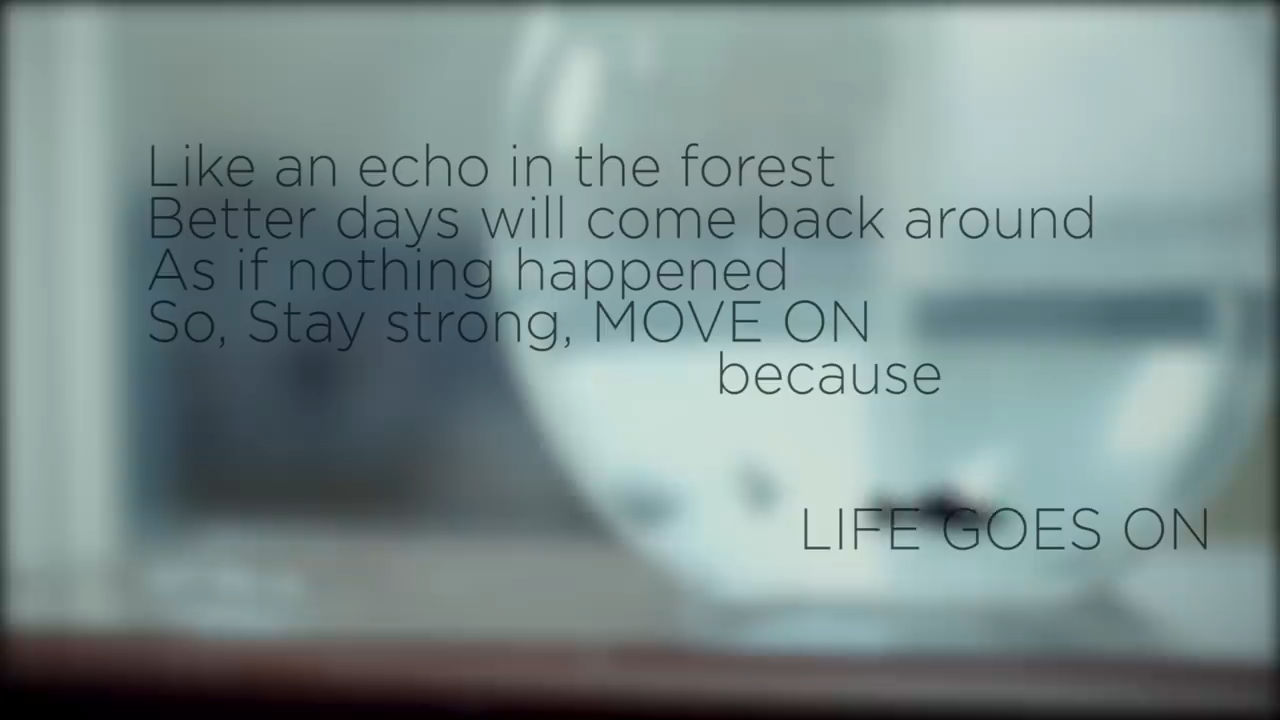 Like an echo in the forest
Better days will come back around
As if nothing happened
So, Stay strong, MOVE ON
because
LIFE GOES ON